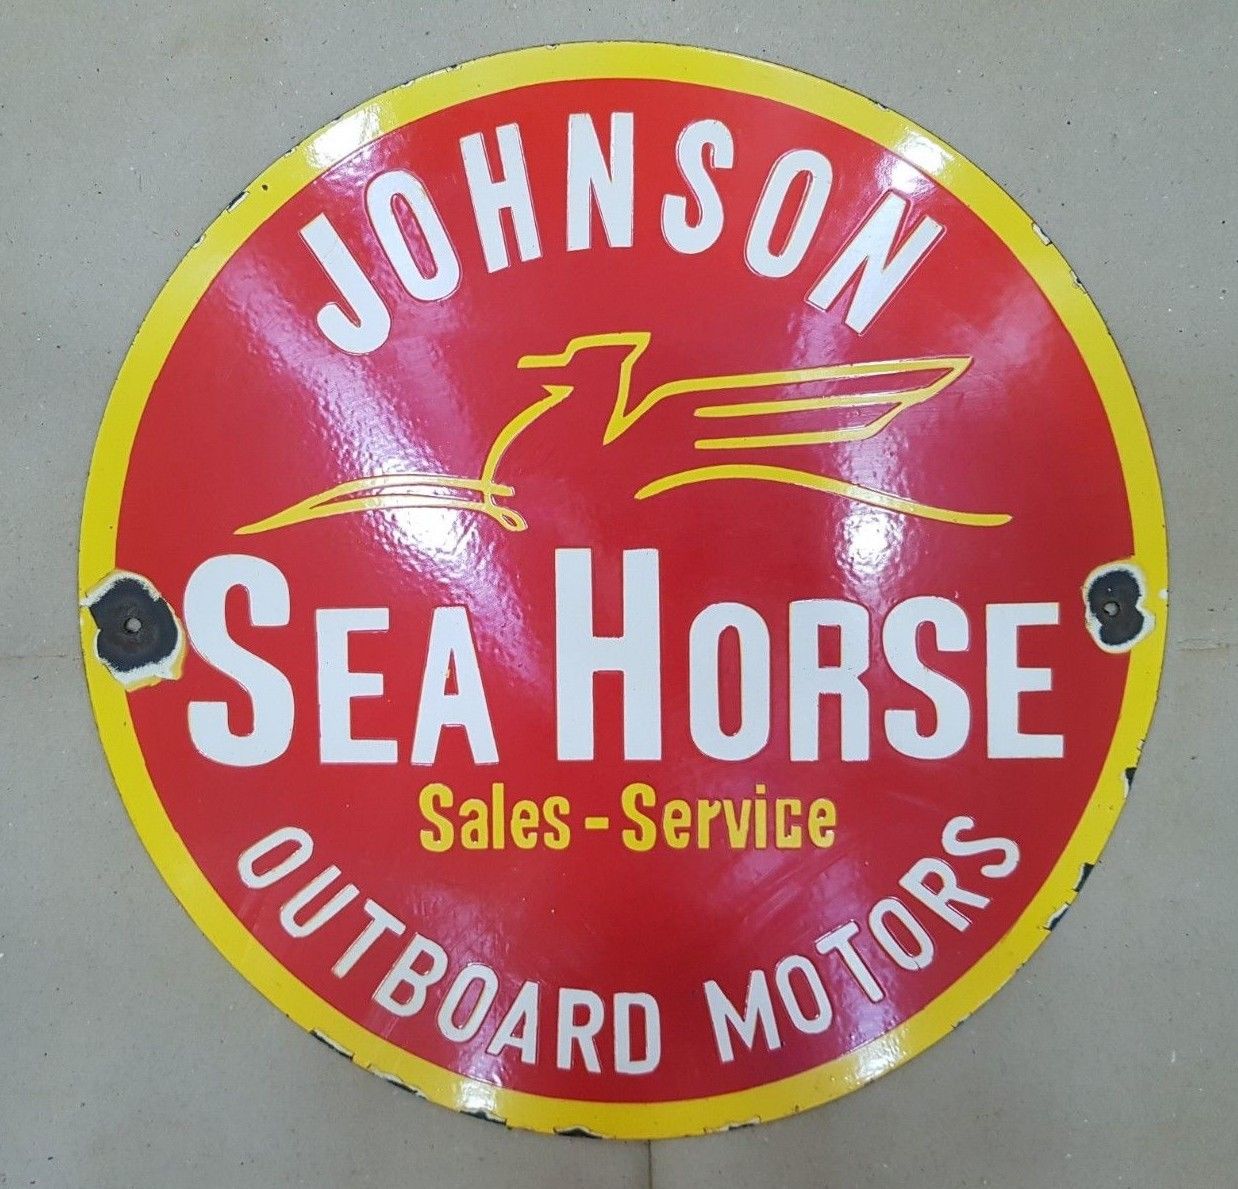 JOHNSON
SEA HORSE
Sales-Service
OUTBOARD MOTORS